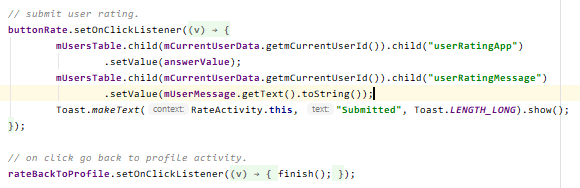 // submit user rating.
buttonRate.setOnClickListener((v) → {
mUsersTable.child(mCurrentUserData.getmCurrentUserId()).child("userRatingApp")
.setValue(answerValue);
mUsersTable.child(mCurrentUserData.getmCurrentUserId()).child("userRatingMessage")
.setValue(mUserMessage.getText().toString());
Toast.makeText( context: RateActivity.this, text: "Submitted", Toast.LENGTH_LONG).show();
});
// on click go back to profile activity.
rateBackToProfile.setOnClickListener((v) → { finish(); });